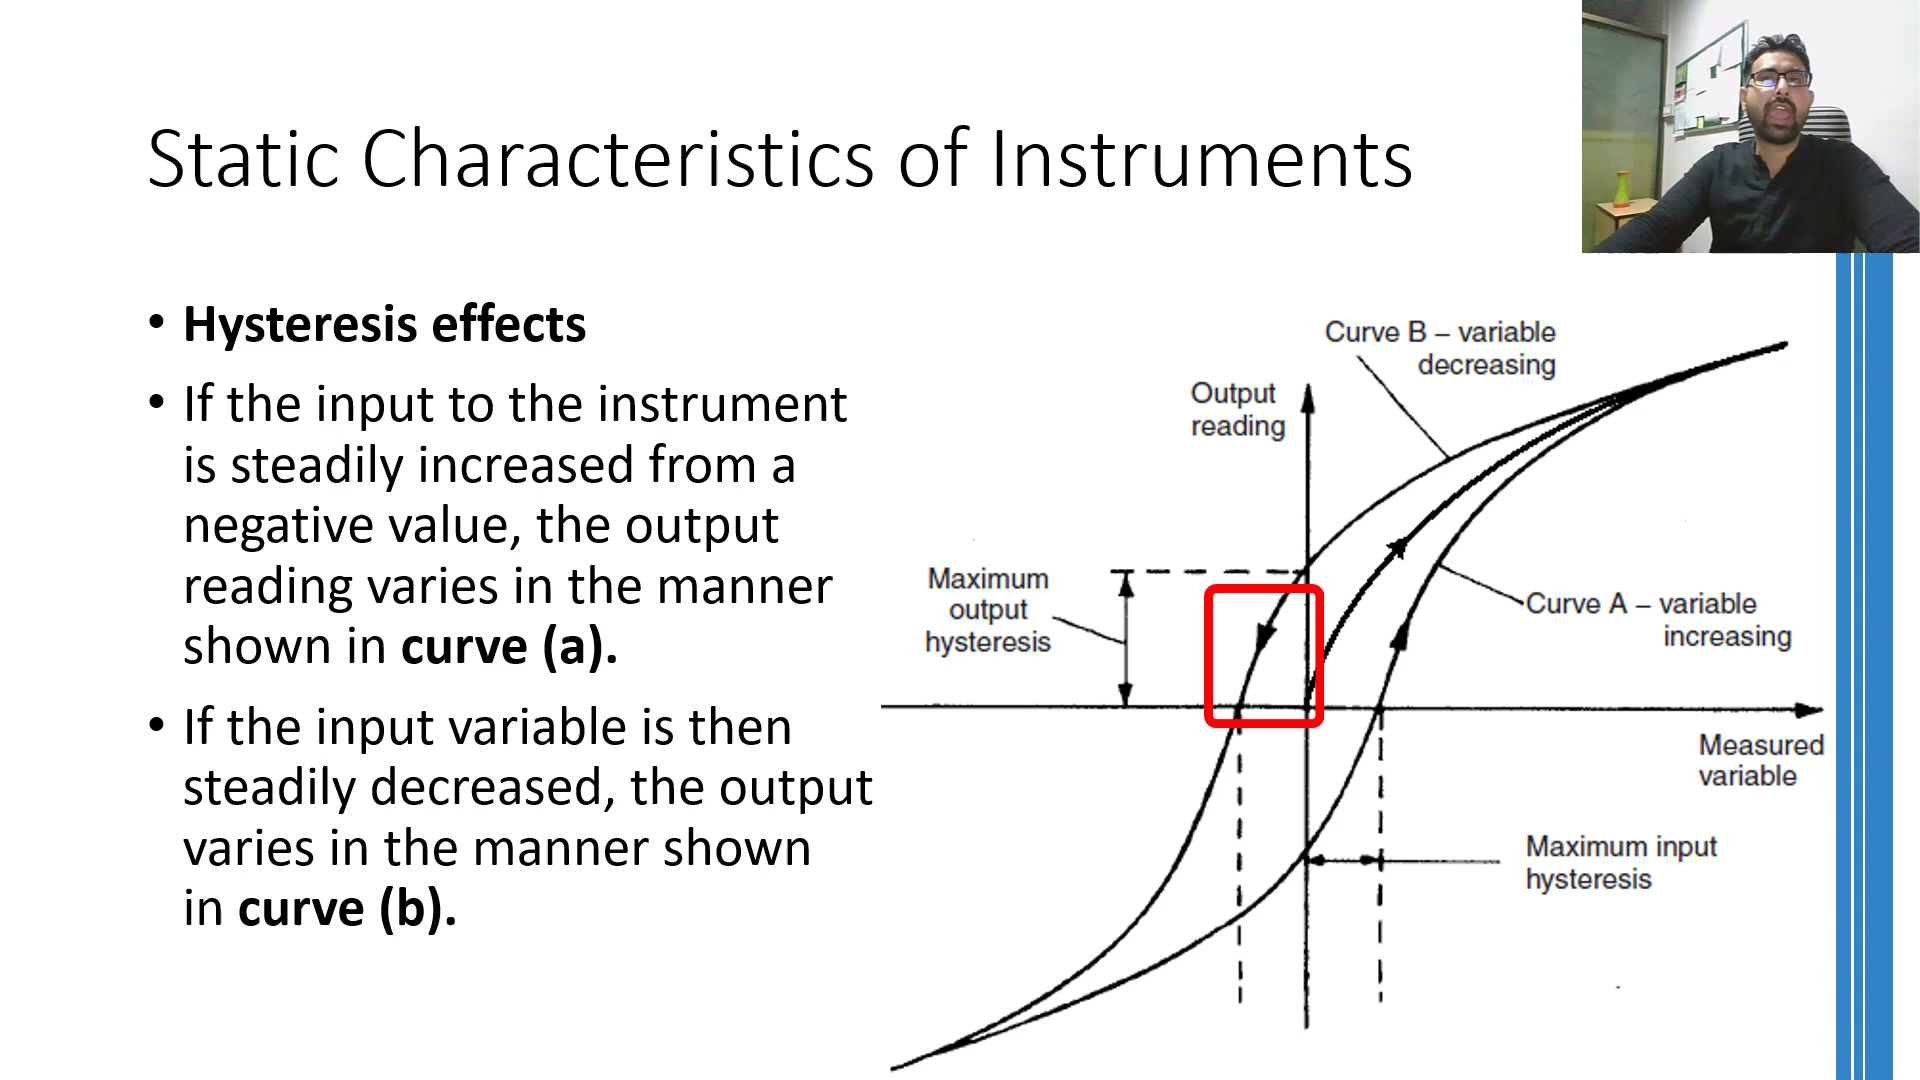 Static Characteristics of Instruments
• Hysteresis effects
• If the input to the instrument
is steadily increased from a
negative value, the output
reading varies in the manner
shown in curve (a).
• If the input variable is then
steadily decreased, the output
varies in the manner shown
in curve (b).
Curve B – variable
decreasing
Output
reading
Maximum
output
hysteresis
Curve A – variable
increasing
Measured
variable
Maximum input
hysteresis